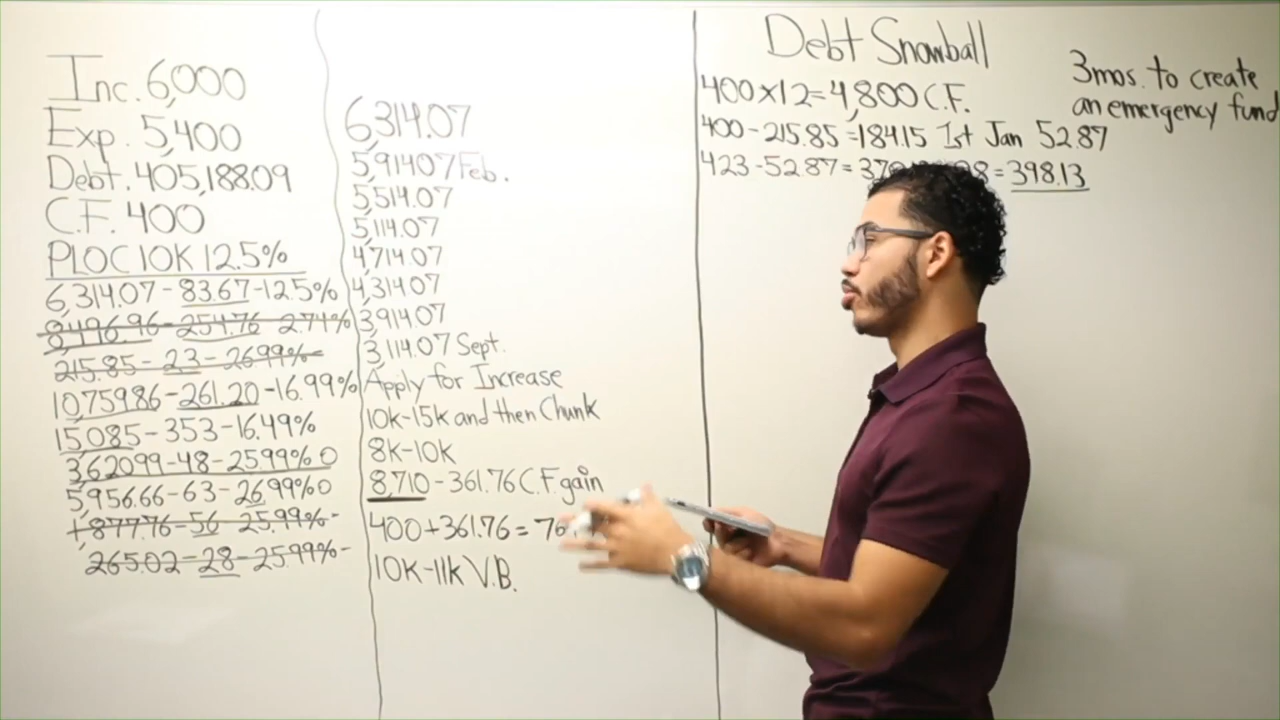 Inc. 6,000
Exp. 5,400
Debt. 405,188.09
C.F. 400
PLOC 10K 12.5%
6,314.07 - 83.67 - 12.5%
8,196.96 - 254.76 - 2.74%
215.85 - 23 - 26.99%
10,759.86 - 261.20 - 16.99%
15,085 - 353 - 16.49%
3,620.99 - 48 - 25.99% 0
5,956.66 - 63 - 26.99% 0
1,877.76 - 56 - 25.99% -
265.02 - 28 - 25.99% -
6,314.07
5,914.07 Feb.
5,514.07
5,114.07
4,714.07
4,314.07
3,914.07
3,114.07 Sept.
Apply for Increase
10k-15k and then Chunk
8k-10k
8,710 - 361.76 C.F. gain
400 + 361.76 =
10k-11k V.B.
Debt Snowball
400 x 12 = 4,800 C.F.
400 - 215.85 = 184.15 1st Jan 52.87
423 - 52.87 = = 398.13
3mos. to create
an emergency fund